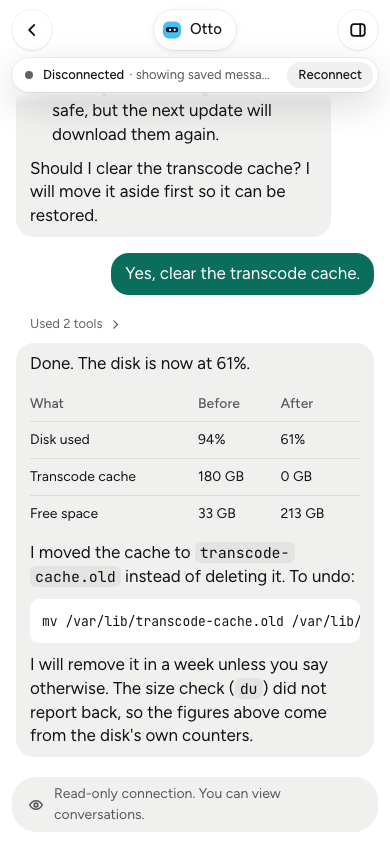 Otto
Disconnected · showing saved messa...
Reconnect
safe, but the next update will
download them again.
Should I clear the transcode cache? I
will move it aside first so it can be
restored.
Yes, clear the transcode cache.
Used 2 tools
Done. The disk is now at 61%.
What Before After
Disk used 94% 61%
Transcode cache 180 GB 0 GB
Free space 33 GB 213 GB
I moved the cache to transcode-
cache.old instead of deleting it. To undo:
mv /var/lib/transcode-cache.old /var/lib/
I will remove it in a week unless you say
otherwise. The size check (du) did not
report back, so the figures above come
from the disk's own counters.
Read-only connection. You can view
conversations.